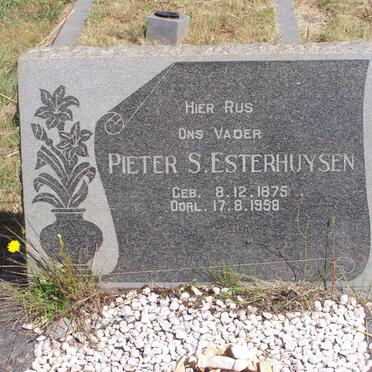 HIER RUS
ONS VADER
PIETER S. ESTERHUYSEN
GEB. 8.12.1875
OORL. 17.8.1958